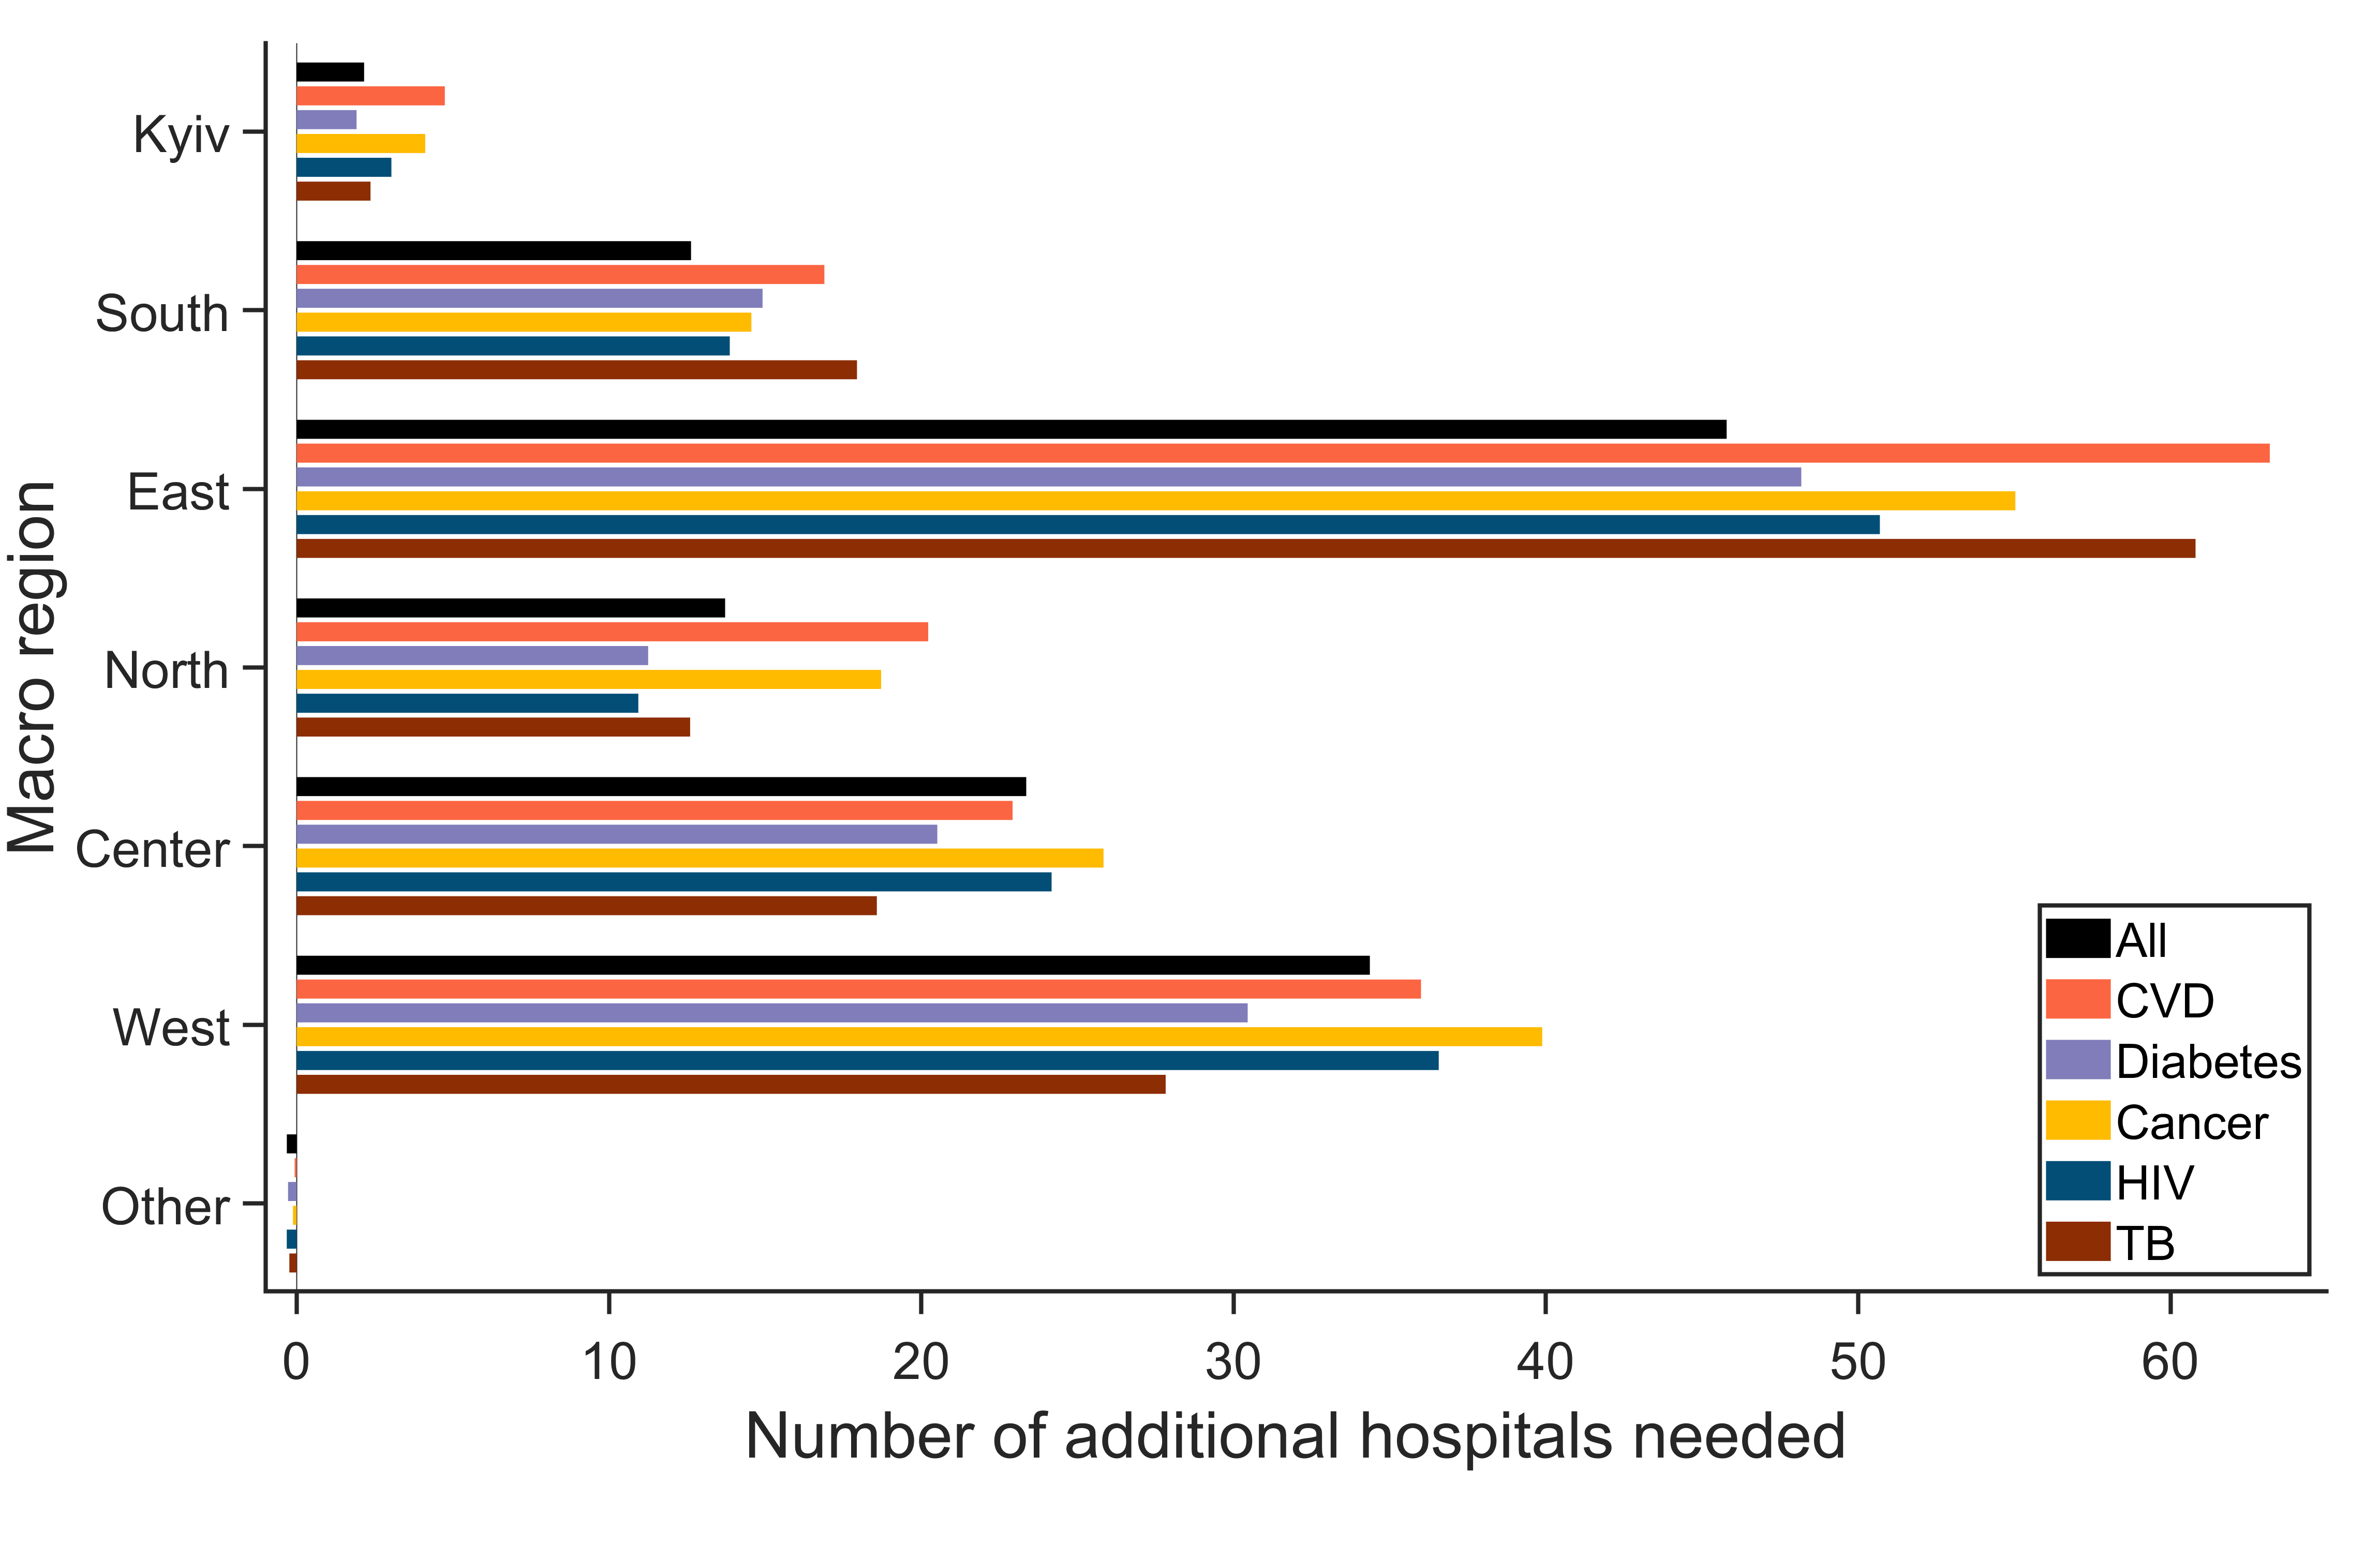 Macro region
Kyiv
South
East
North
Center
West
Other
All
CVD
Diabetes
Cancer
HIV
TB
0 10 20 30 40 50 60
Number of additional hospitals needed